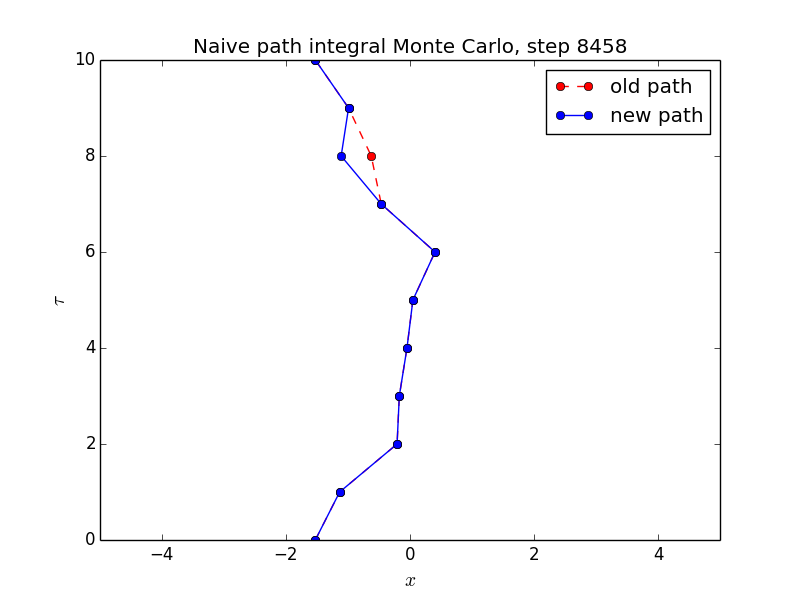 Naive path integral Monte Carlo, step 8458
old path
new path
10
8
6
4
2
0
τ
−4 −2 0 2 4
x